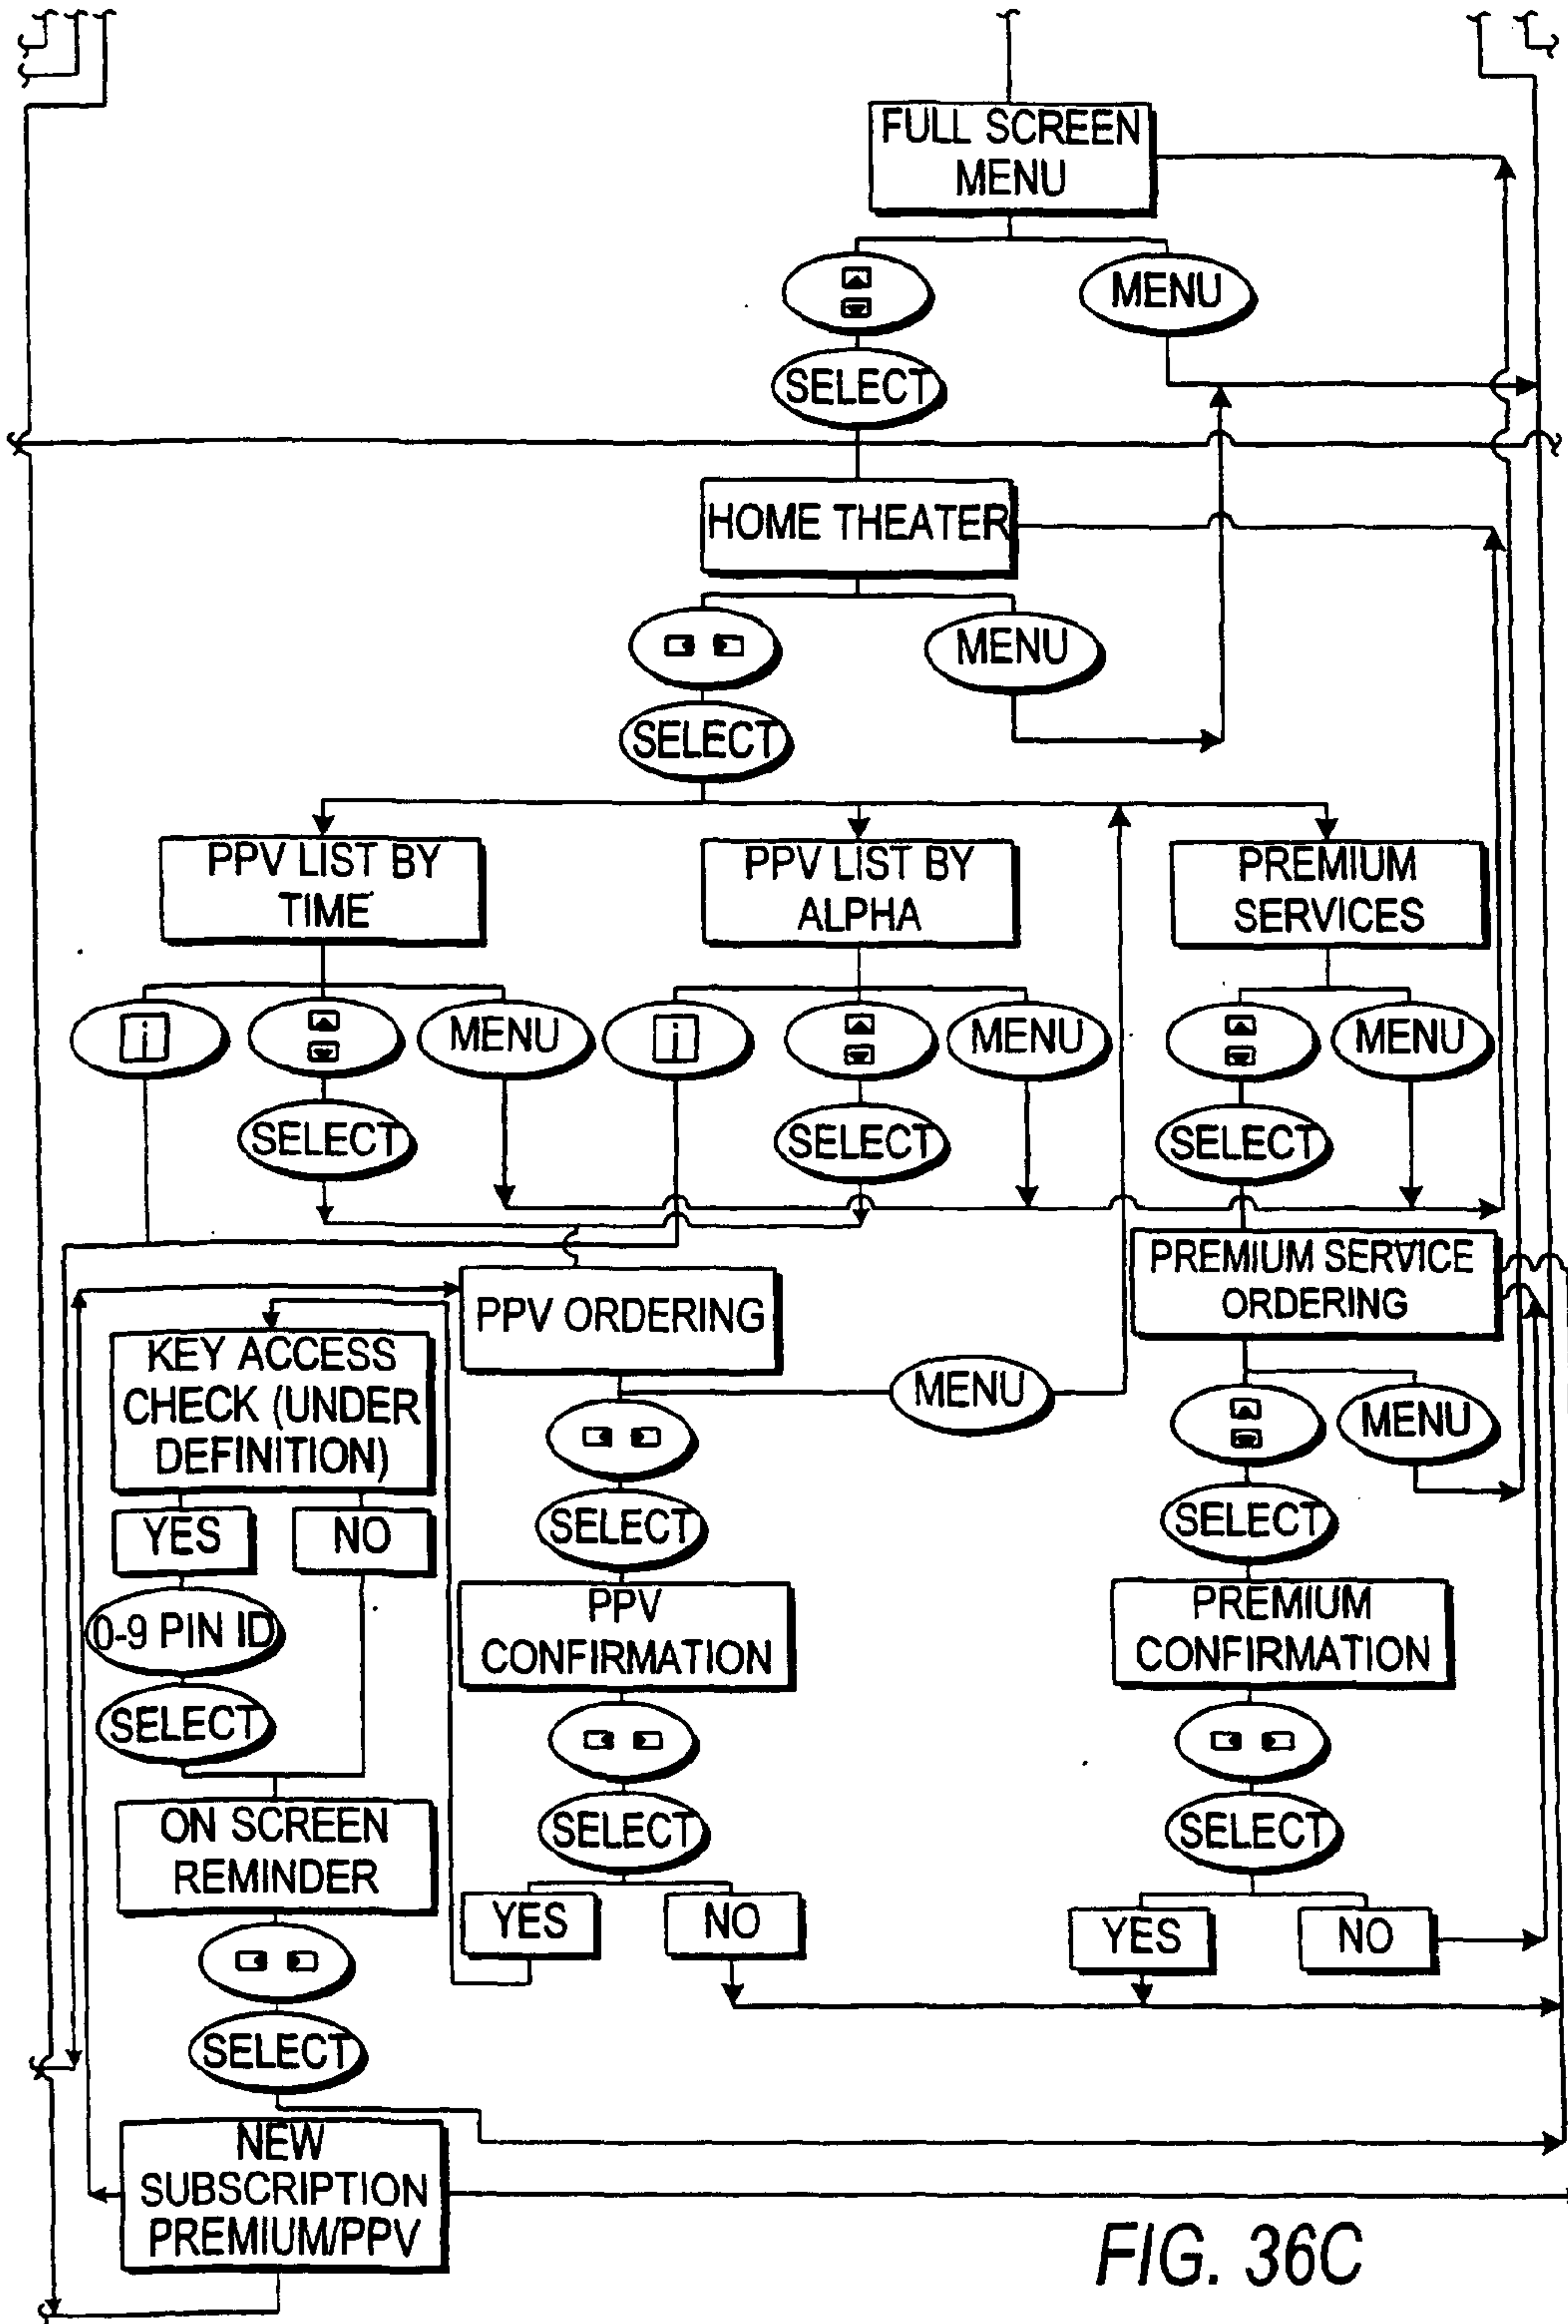 FULL SCREEN
MENU
MENU
SELECT
HOME THEATER
MENU
SELECT
PPV LIST BY
TIME
PPV LIST BY
ALPHA
PREMIUM
SERVICES
i
MENU
i
MENU
MENU
SELECT
SELECT
SELECT
PREMIUM SERVICE
ORDERING
PPV ORDERING
KEY ACCESS
CHECK (UNDER
DEFINITION)
MENU
MENU
SELECT
SELECT
YES
NO
PPV
CONFIRMATION
PREMIUM
CONFIRMATION
0-9 PIN ID
SELECT
SELECT
SELECT
ON SCREEN
REMINDER
YES
NO
YES
NO
SELECT
NEW
SUBSCRIPTION
PREMIUM/PPV
FIG. 36C